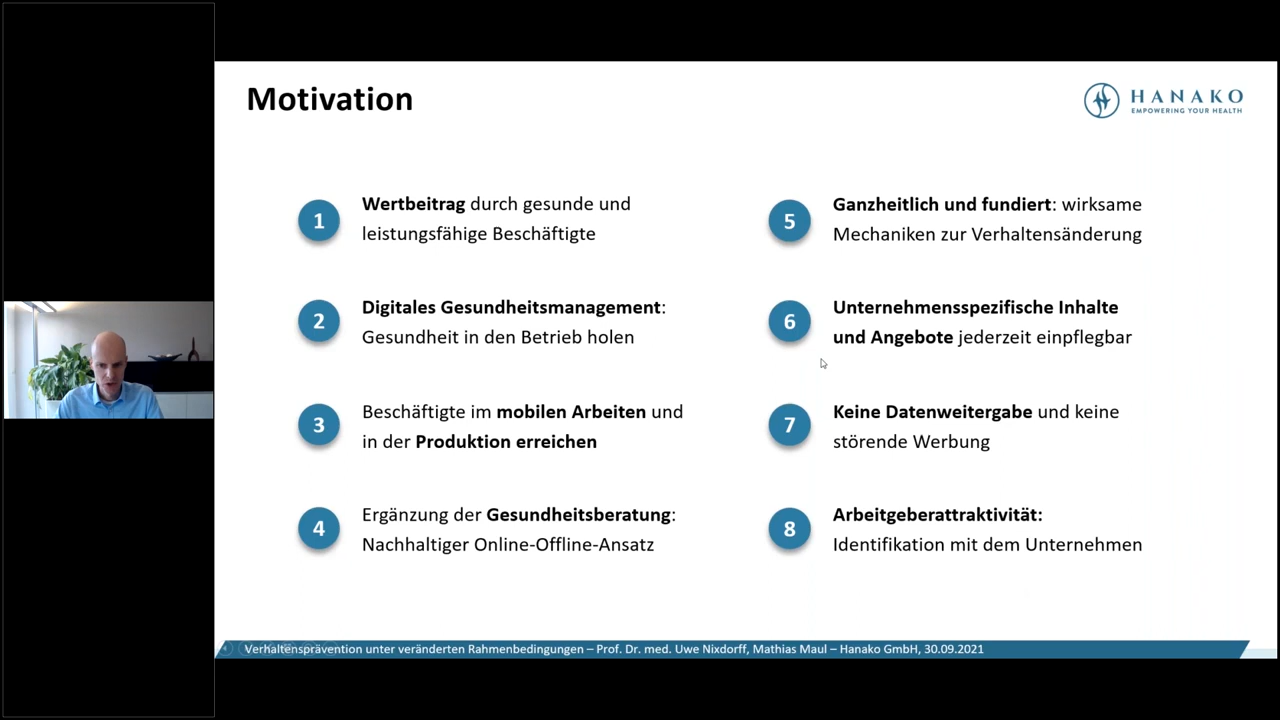 Motivation
HANAKO
EMPOWERING YOUR HEALTH
1
Wertbeitrag durch gesunde und
leistungsfähige Beschäftigte
2
Digitales Gesundheitsmanagement:
Gesundheit in den Betrieb holen
3
Beschäftigte im mobilen Arbeiten und
in der Produktion erreichen
4
Ergänzung der Gesundheitsberatung:
Nachhaltiger Online-Offline-Ansatz
5
Ganzheitlich und fundiert: wirksame
Mechaniken zur Verhaltensänderung
6
Unternehmensspezifische Inhalte
und Angebote jederzeit einpflegbar
7
Keine Datenweitergabe und keine
störende Werbung
8
Arbeitgeberattraktivität:
Identifikation mit dem Unternehmen
Verhaltensprävention unter veränderten Rahmenbedingungen – Prof. Dr. med. Uwe Nixdorff, Mathias Maul – Hanako GmbH, 30.09.2021